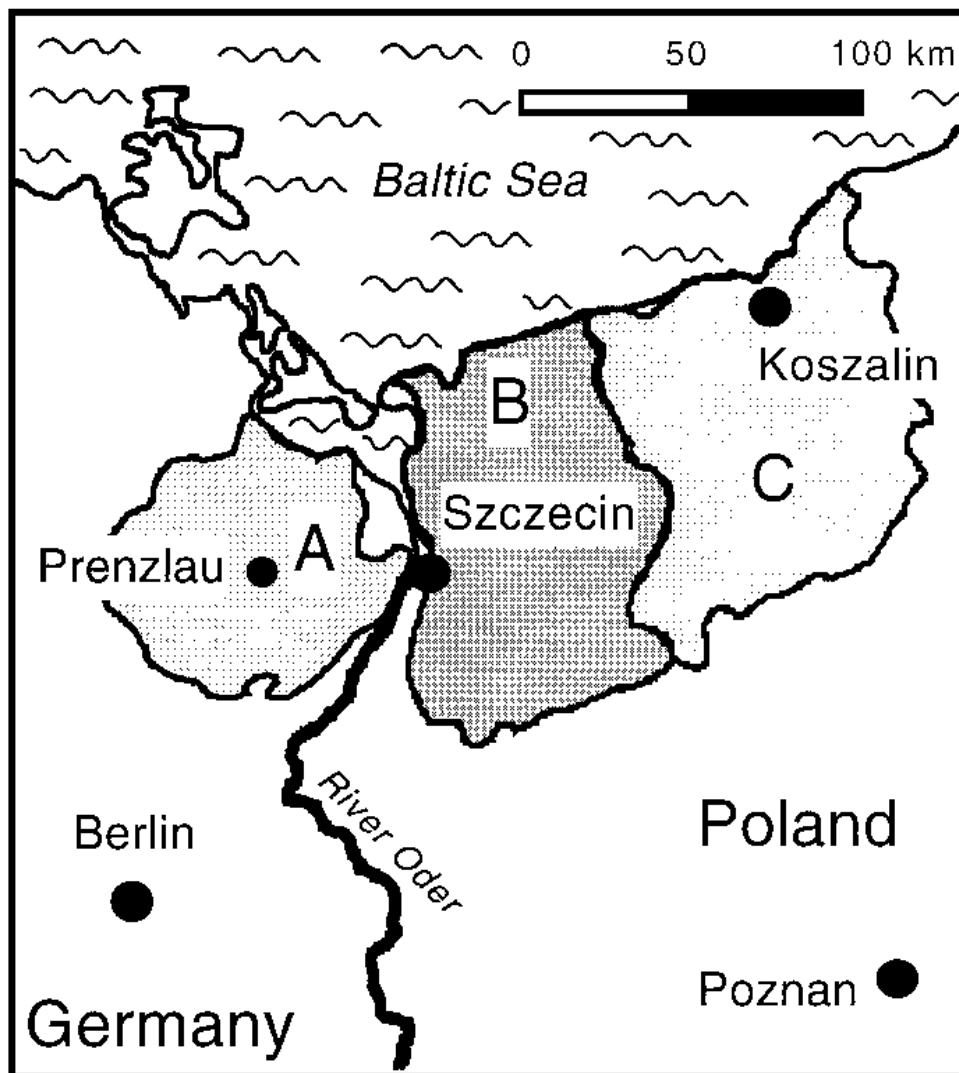 0 50 100 km
Baltic Sea
Koszalin
B
C
Szczecin
A
Prenzlau
River Oder
Berlin
Poland
Poznan
Germany